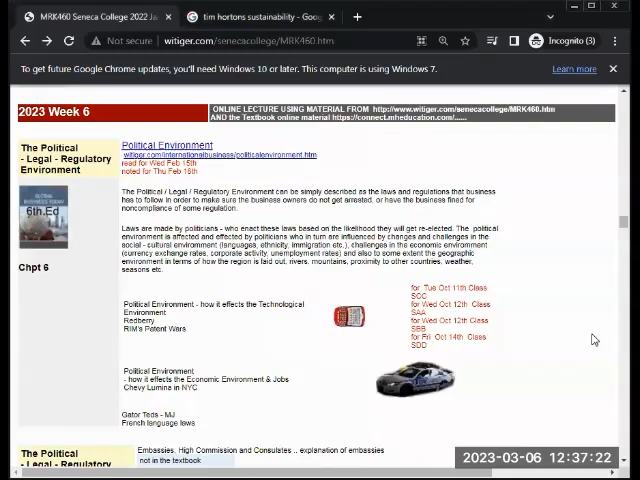 MRK460 Seneca College 2022 Ja
tim hortons sustainability - Goog
Not secure
witiger.com/senecacollege/MRK460.htm
Incognito (3)
To get future Google Chrome updates, you'll need Windows 10 or later. This computer is using Windows 7.
Learn more
2023 Week 6
ONLINE LECTURE USING MATERIAL FROM http://www.witiger.com/senecacollege/MRK460.htm
AND the Textbook online material https://connect.mheducation.com/......
The Political
- Legal - Regulatory
Environment
6th.Ed
Chpt 6
Political Environment
witiger.com/internationalbusiness/politicalenvironment.htm
read for Wed Feb 15th
noted for Thu Feb 16th
The Political / Legal / Regulatory Environment can be simply described as the laws and regulations that business
has to follow in order to make sure the business owners do not get arrested, or have the business fined for
noncompliance of some regulation.
Laws are made by politicians - who enact these laws based on the likelihood they will get re-elected. The political
environment is affected and effected by politicians who in turn are influenced by changes and challenges in the
social - cultural environment (languages, ethnicity, immigration etc.), challenges in the economic environment
(currency exchange rates, corporate activity, unemployment rates) and also to some extent the geographic
environment in terms of how the region is laid out, rivers, mountains, proximity to other countries, weather,
seasons etc.
Political Environment - how it effects the Technological
Environment
Redberry
RIM's Patent Wars
for Tue Oct 11th Class
SCC
for Wed Oct 12th Class
SAA
for Wed Oct 12th Class
SBB
for Fri Oct 14th Class
SDD
Political Environment
- how it effects the Economic Environment & Jobs
Chevy Lumina in NYC
Gator Teds - MJ
French language laws
The Political
- Legal - Regulatory
Embassies, High Commission and Consulates .. explanation of embassies
not in the textbook
2023-03-06 12:37:22